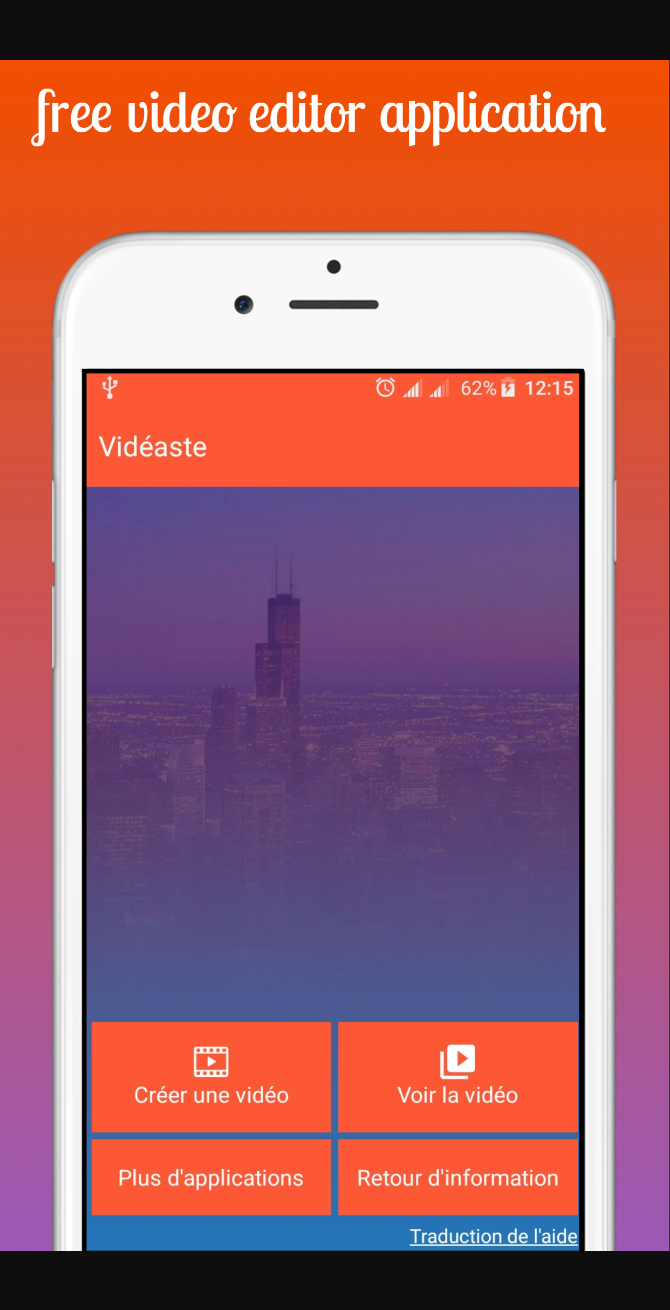 free video editor application
62% 12:15
Vidéaste
Créer une vidéo
Voir la vidéo
Plus d'applications
Retour d'information
Traduction de l'aide